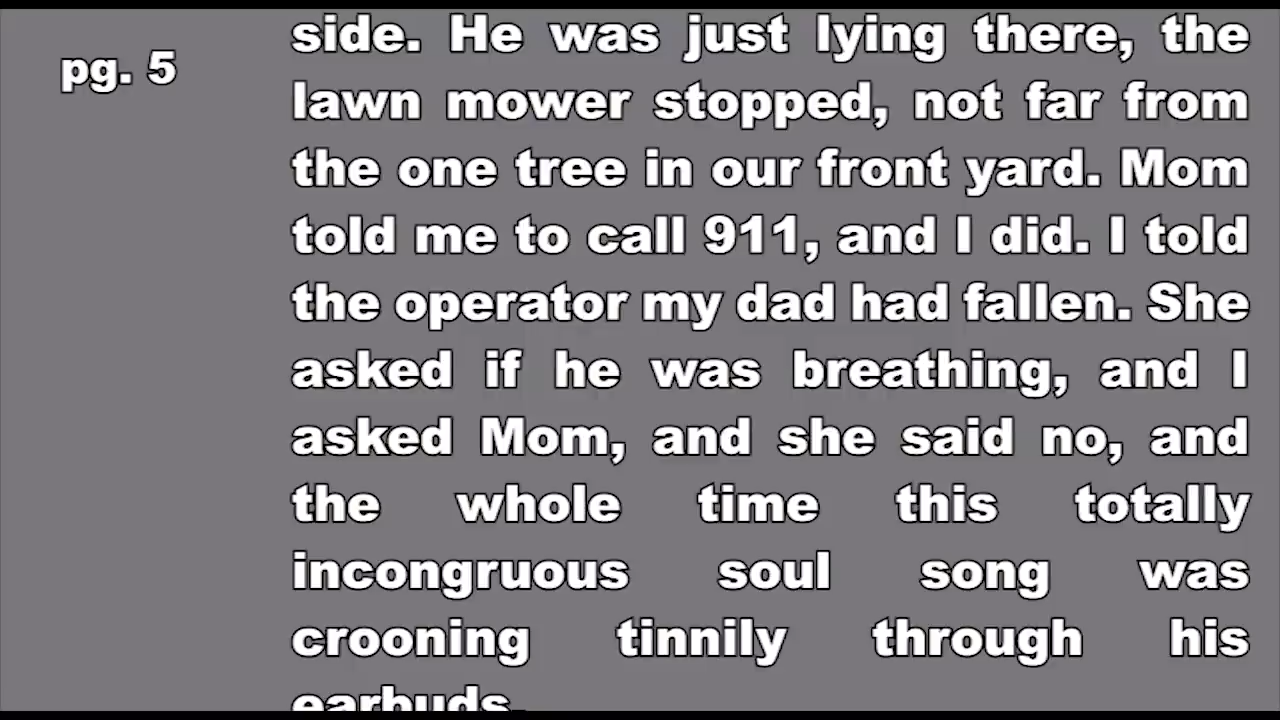 pg. 5
side. He was just lying there, the
lawn mower stopped, not far from
the one tree in our front yard. Mom
told me to call 911, and I did. I told
the operator my dad had fallen. She
asked if he was breathing, and I
asked Mom, and she said no, and
the whole time this totally
incongruous soul song was
crooning tinnily through his
earbuds.